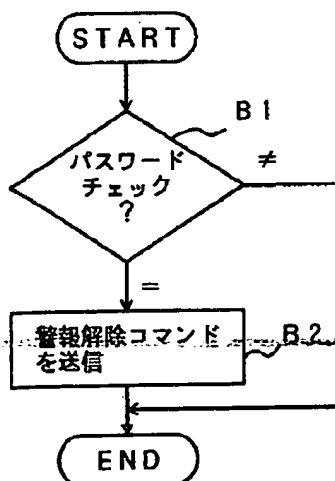 START
B1
パスワード
チェック
?
≠
=
警報解除コマンド
を送信
B2
END